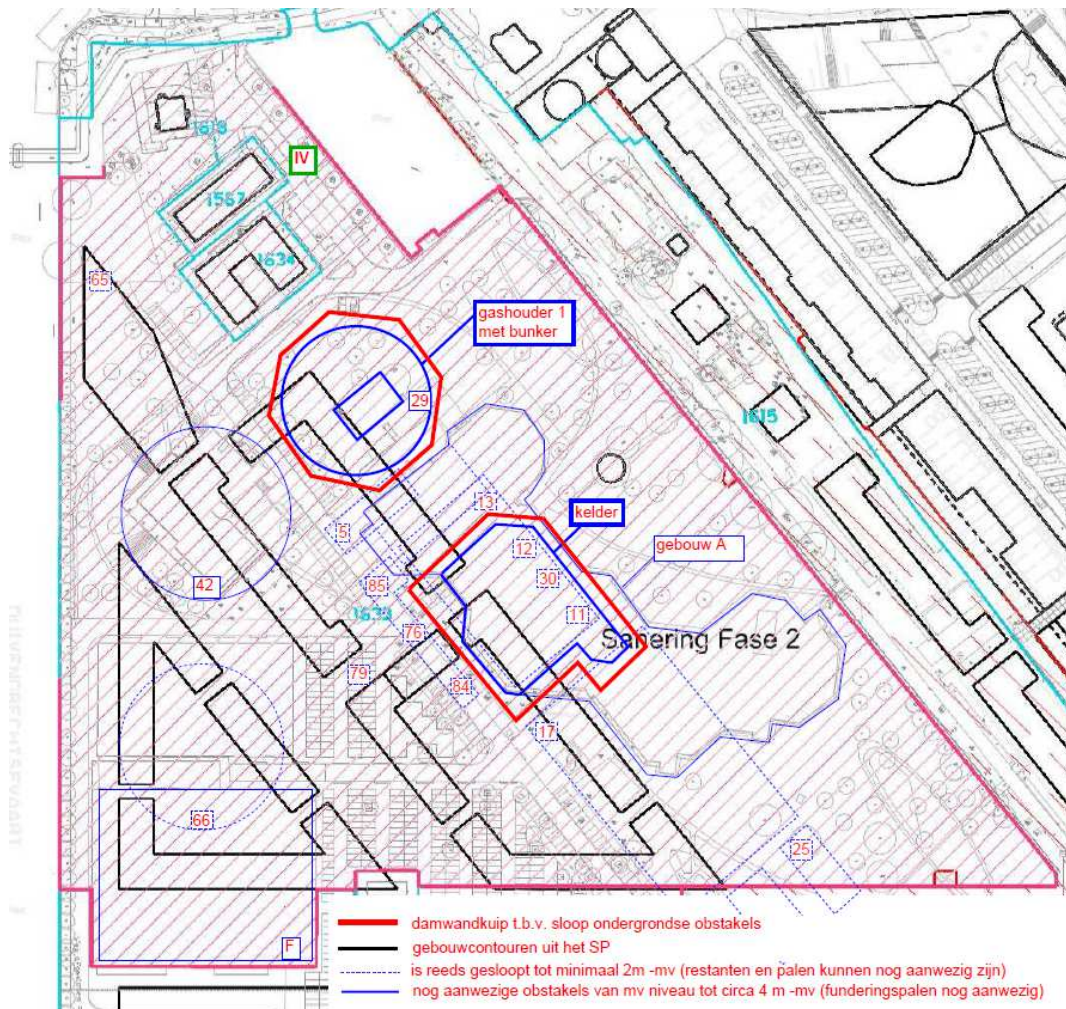 1613
IV
1567
1634
65
gashouder 1
met bunker
29
1615
13
5
kelder
12
gebouw A
42
85
30
1633
11
76
Sanering Fase 2
79
84
17
66
25
F
damwandkuip t.b.v. sloop ondergrondse obstakels
gebouwcontouren uit het SP
is reeds gesloopt tot minimaal 2m -mv (restanten en palen kunnen nog aanwezig zijn)
nog aanwezige obstakels van mv niveau tot circa 4 m -mv (funderingspalen nog aanwezig)